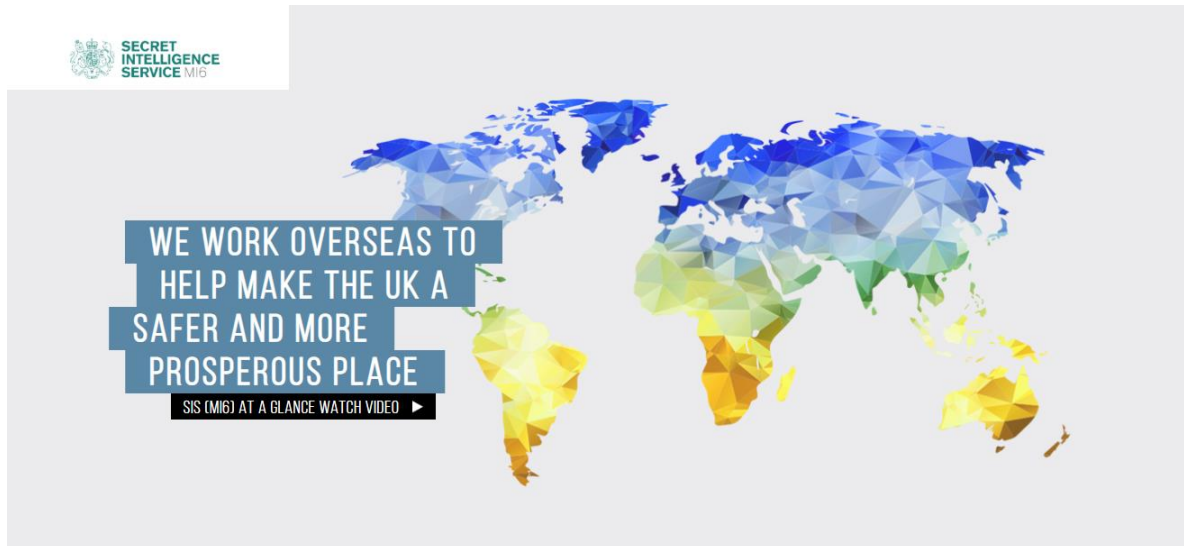 SECRET
INTELLIGENCE
SERVICE MI6
WE WORK OVERSEAS TO
HELP MAKE THE UK A
SAFER AND MORE
PROSPEROUS PLACE
SIS (MI6) AT A GLANCE WATCH VIDEO